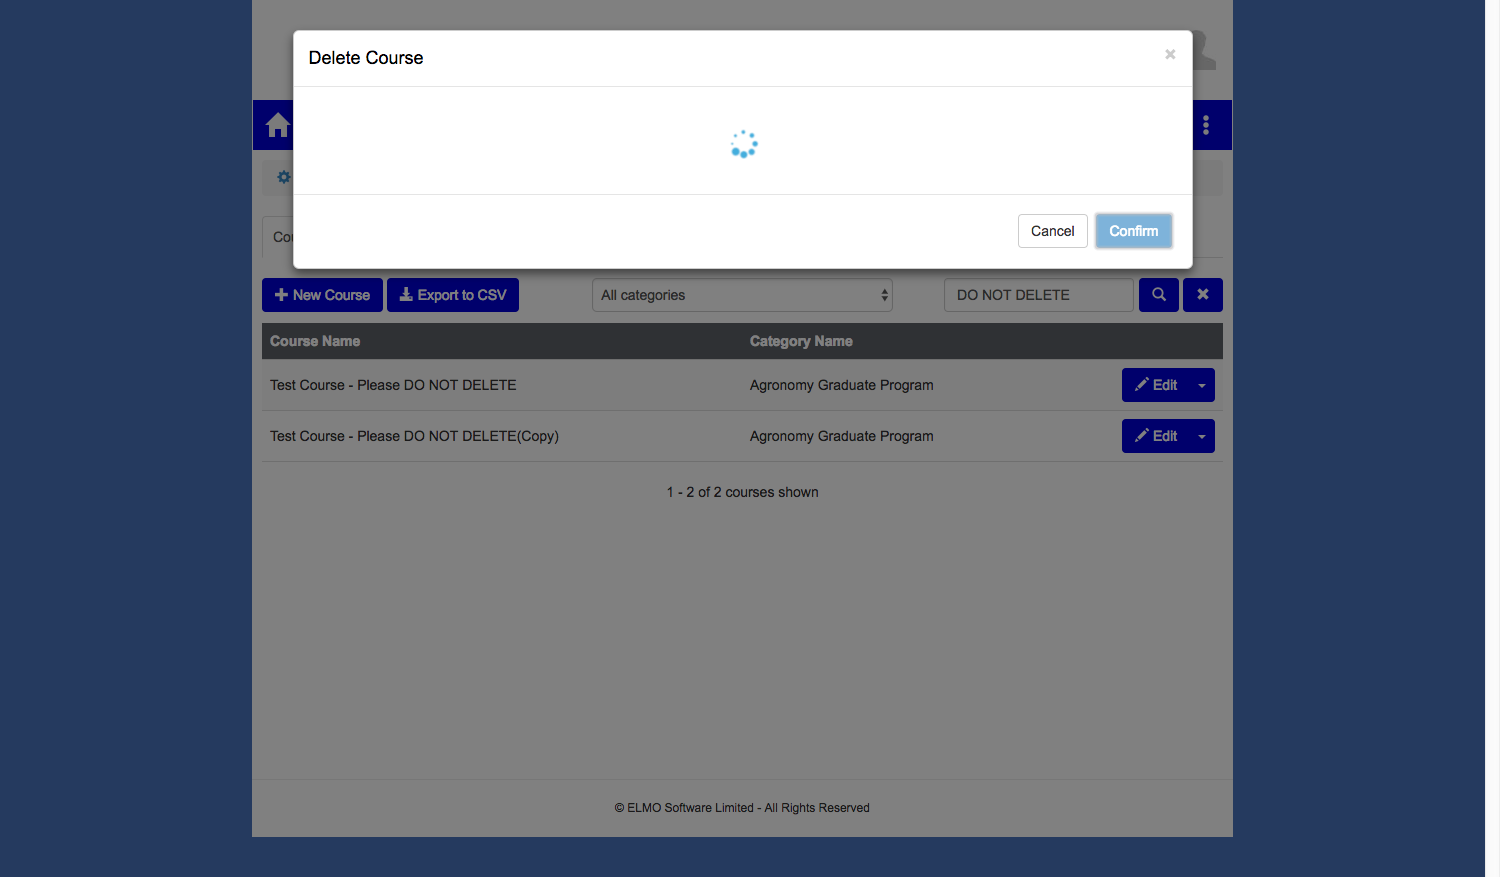 Delete Course
×
Cancel
Confirm
New Course
Export to CSV
All categories
DO NOT DELETE
Course Name
Category Name
Test Course - Please DO NOT DELETE
Agronomy Graduate Program
Edit
Test Course - Please DO NOT DELETE(Copy)
Agronomy Graduate Program
Edit
1 - 2 of 2 courses shown
© ELMO Software Limited - All Rights Reserved